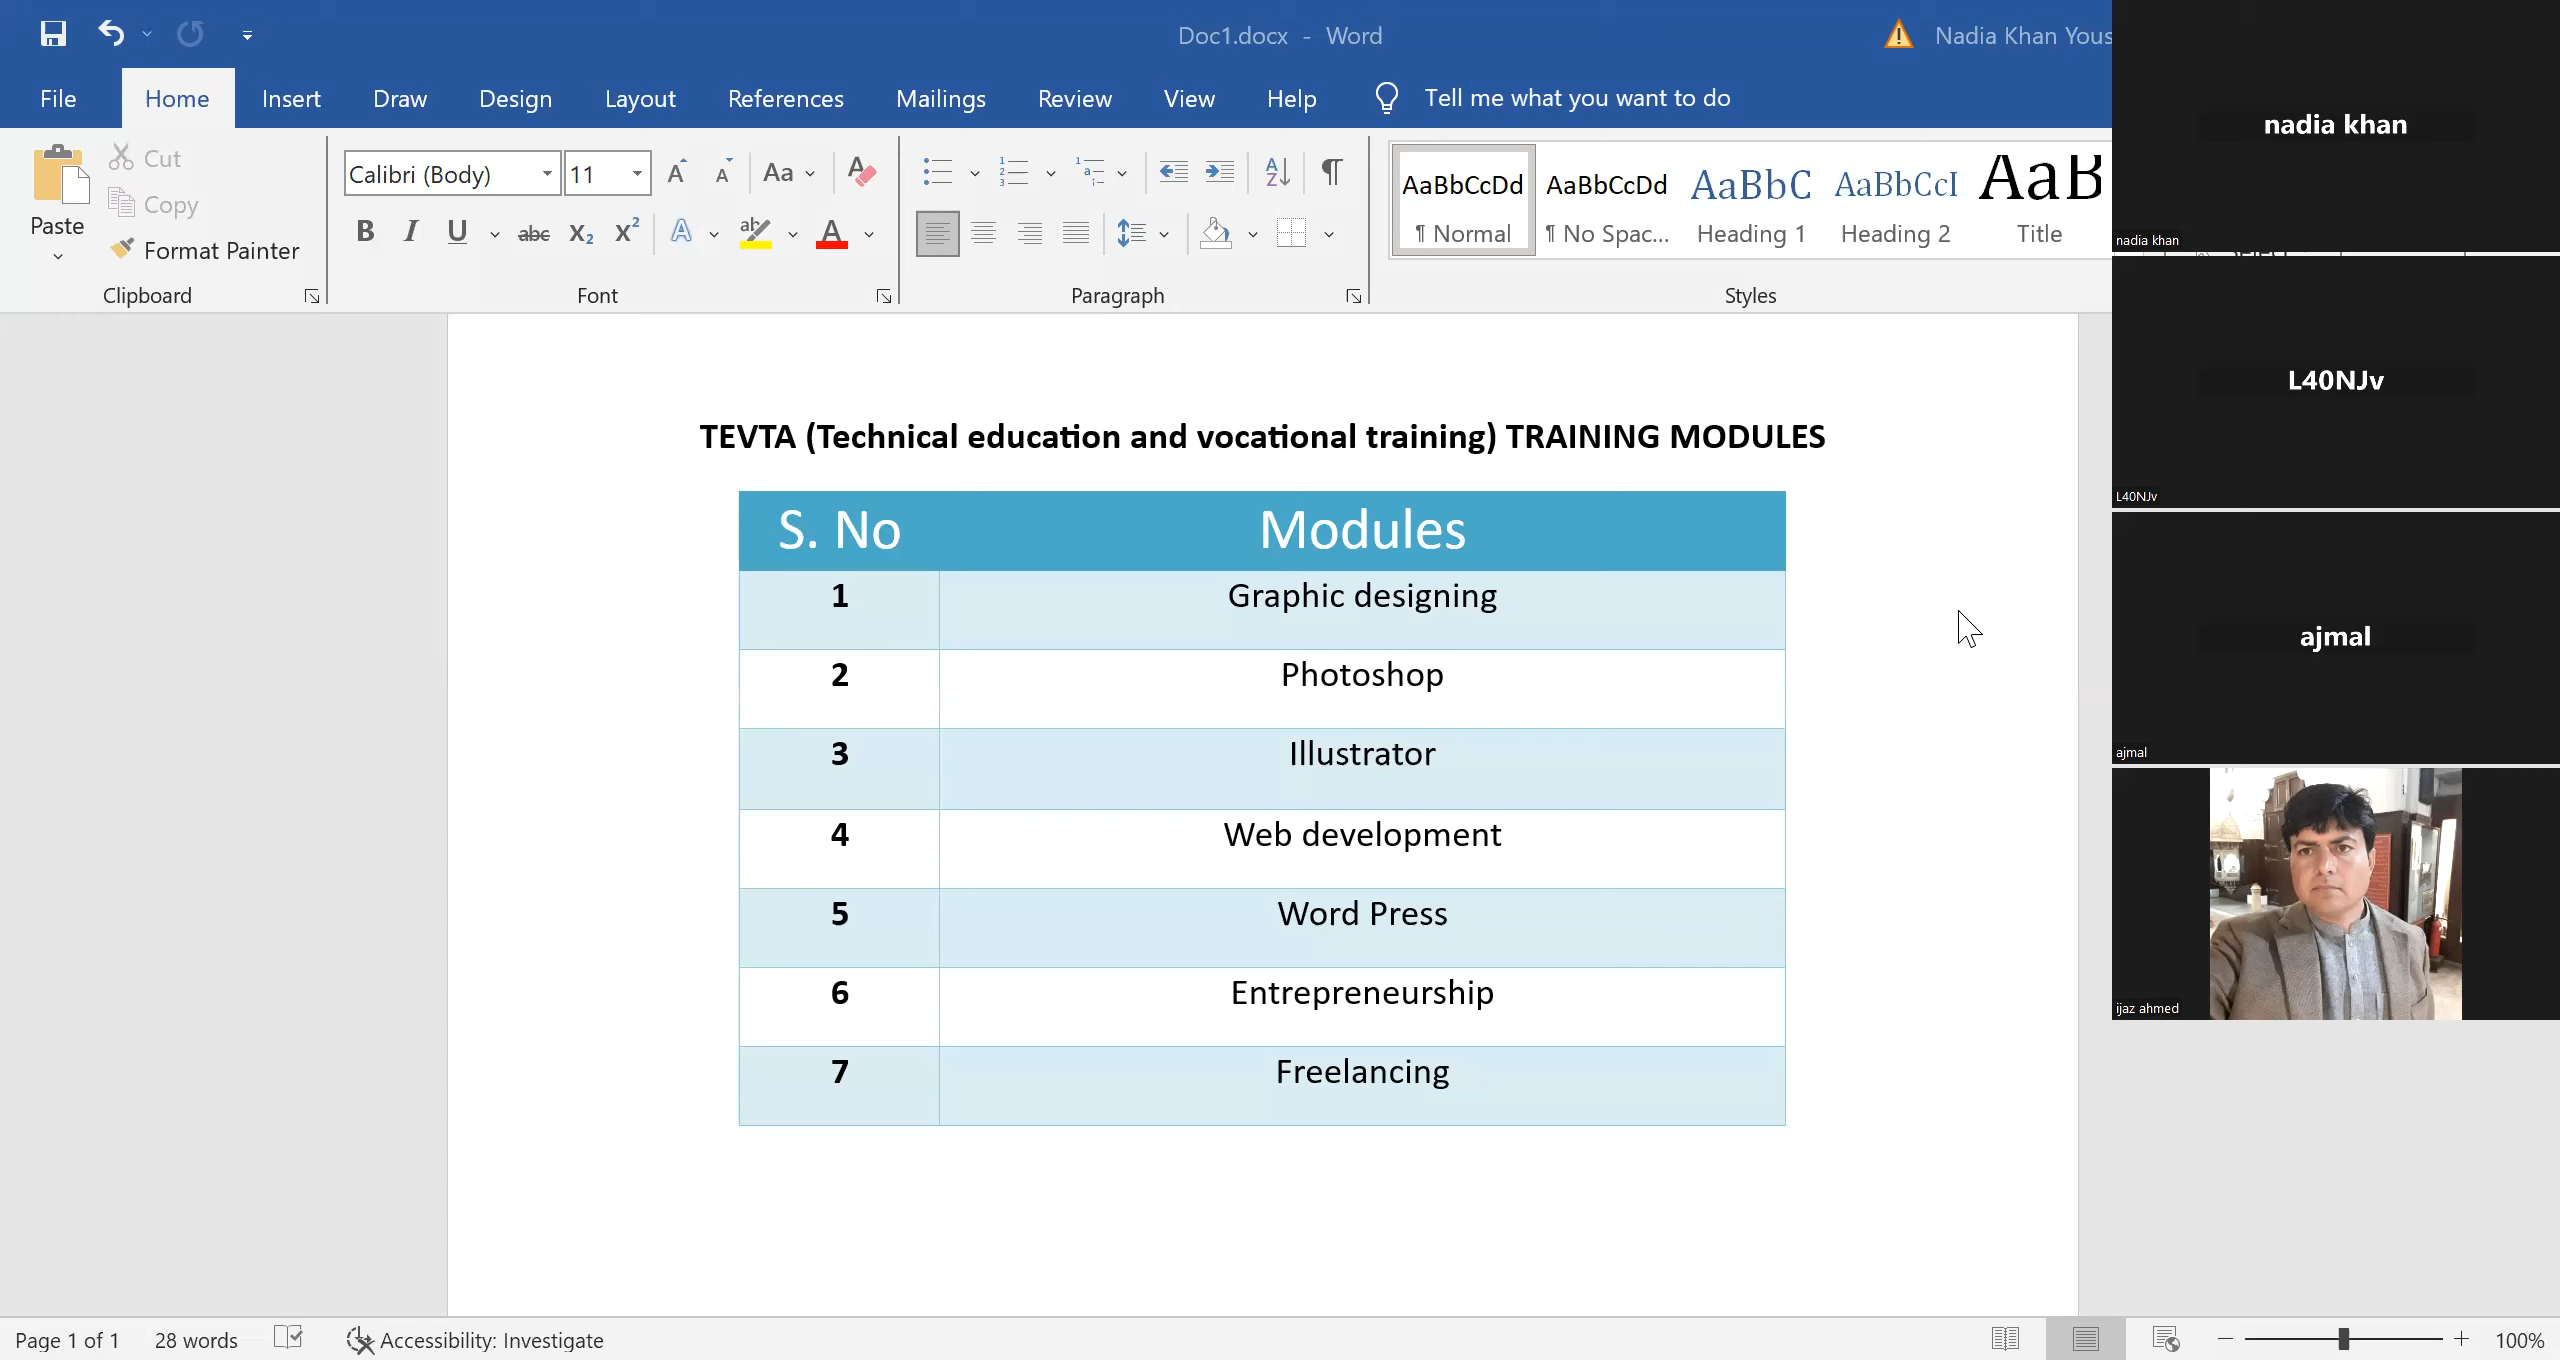 Doc1.docx - Word
Nadia Khan Yous
File Home Insert Draw Design Layout References Mailings Review View Help Tell me what you want to do
Paste
Cut
Copy
Format Painter
Clipboard
Calibri (Body) 11
Font
Paragraph
AaBbCcDd AaBbCcDd AaBbC AaBbCcI AaB
¶ Normal ¶ No Spac... Heading 1 Heading 2 Title
Styles
TEVTA (Technical education and vocational training) TRAINING MODULES
S. No Modules
1 Graphic designing
2 Photoshop
3 Illustrator
4 Web development
5 Word Press
6 Entrepreneurship
7 Freelancing
nadia khan
nadia khan
L40NJv
L40NJv
ajmal
ajmal
ijaz ahmed
Page 1 of 1 28 words Accessibility: Investigate 100%